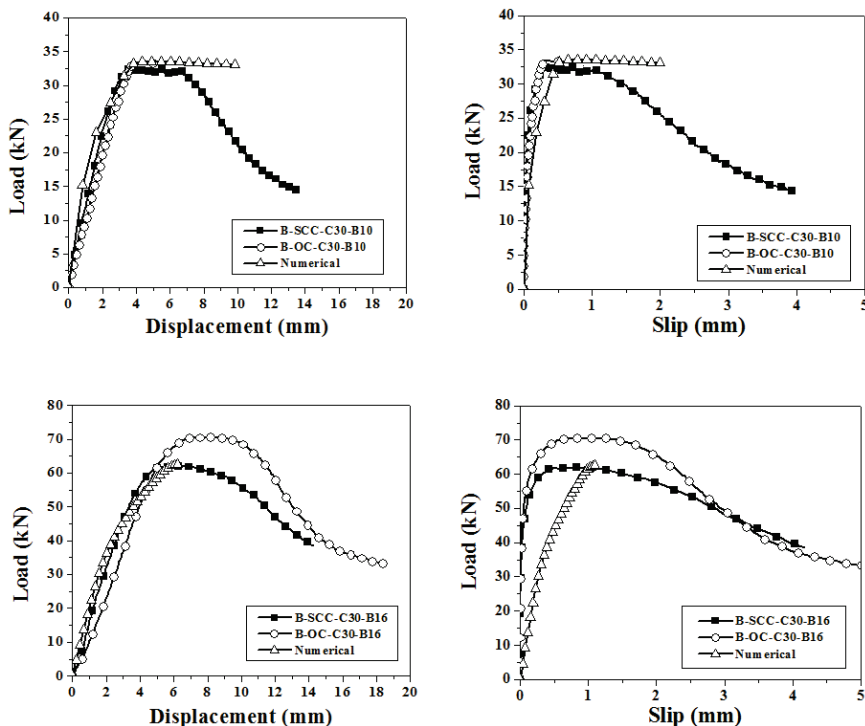 40
35
30
25
20
15
10
5
0
Load (kN)
B-SCC-C30-B10
B-OC-C30-B10
Numerical
0 2 4 6 8 10 12 14 16 18 20
Displacement (mm)
40
35
30
25
20
15
10
5
0
Load (kN)
B-SCC-C30-B10
B-OC-C30-B10
Numerical
0 1 2 3 4 5
Slip (mm)
80
70
60
50
40
30
20
10
0
Load (kN)
B-SCC-C30-B16
B-OC-C30-B16
Numerical
0 2 4 6 8 10 12 14 16 18 20
Displacement (mm)
80
70
60
50
40
30
20
10
0
Load (kN)
B-SCC-C30-B16
B-OC-C30-B16
Numerical
0 1 2 3 4 5
Slip (mm)